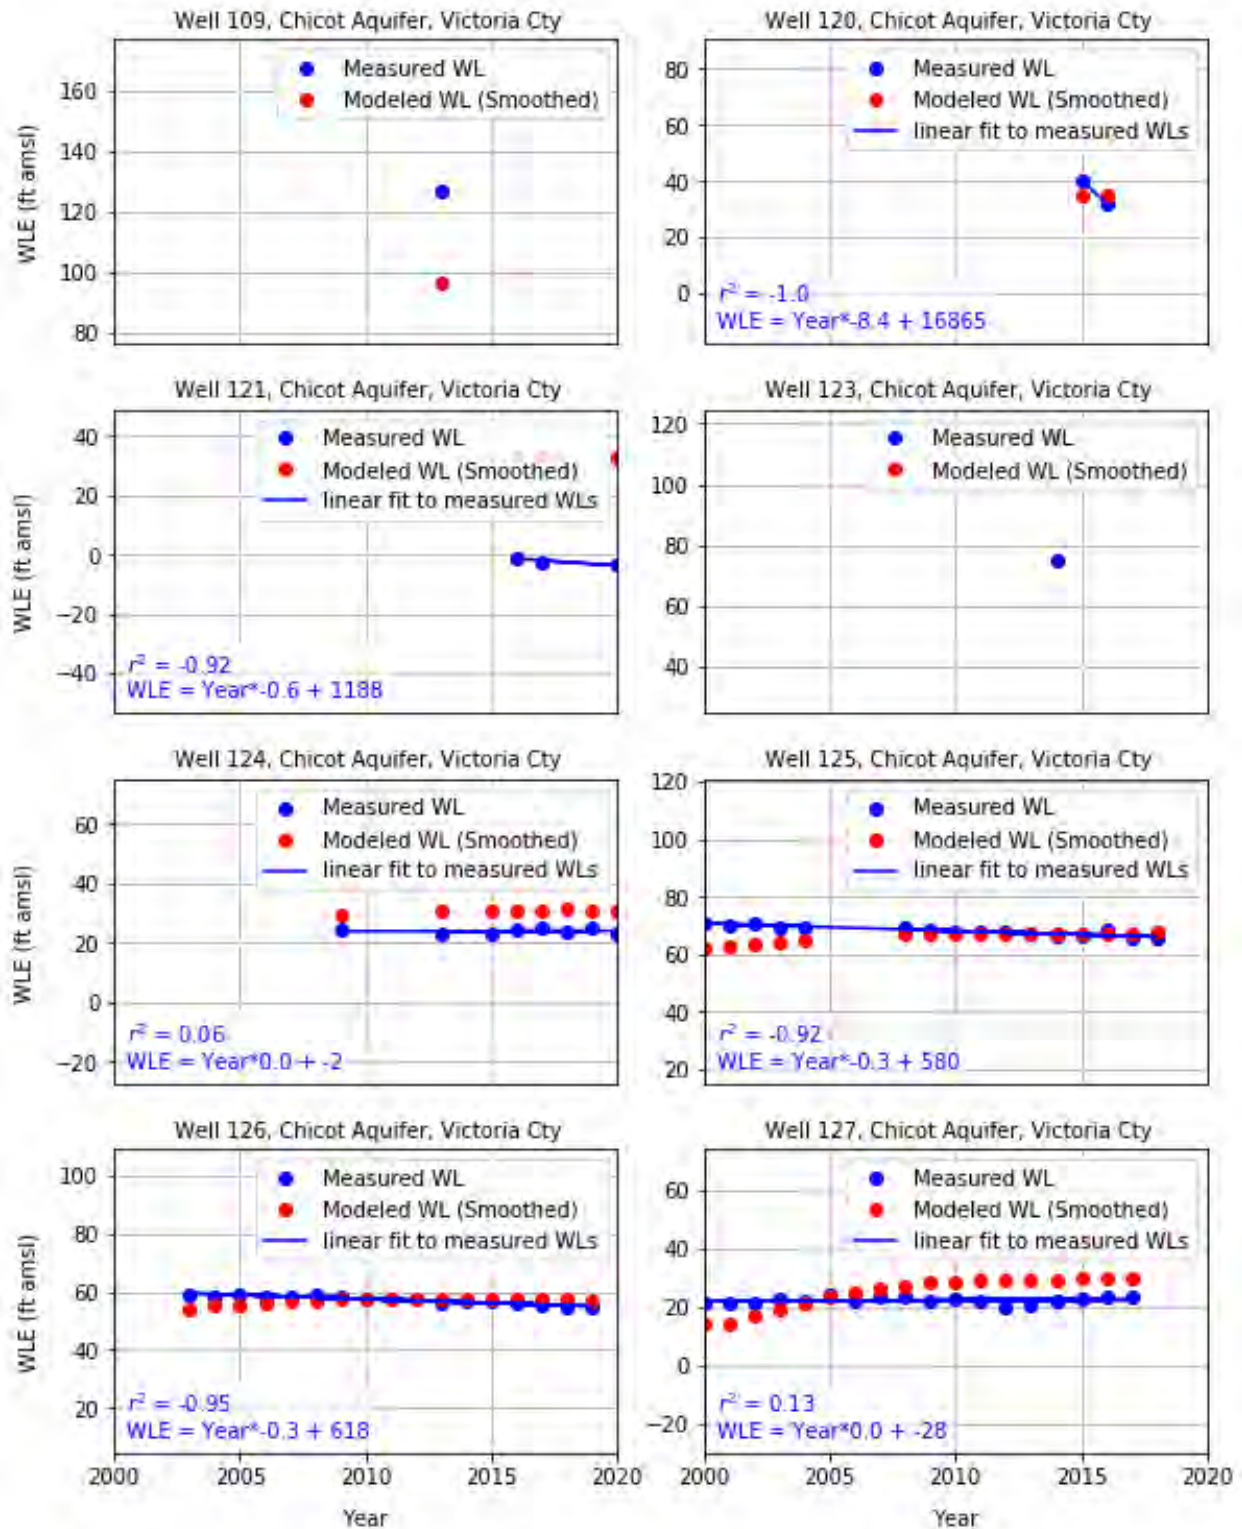 Well 109, Chicot Aquifer, Victoria Cty
Measured WL
Modeled WL (Smoothed)
160
140
120
100
80
WLE (ft amsl)
Well 120, Chicot Aquifer, Victoria Cty
Measured WL
Modeled WL (Smoothed)
linear fit to measured WLs
80
60
40
20
0
r² = -1.0
WLE = Year*-8.4 + 16865
Well 121, Chicot Aquifer, Victoria Cty
Measured WL
Modeled WL (Smoothed)
linear fit to measured WLs
40
20
0
−20
−40
WLE (ft amsl)
r² = -0.92
WLE = Year*-0.6 + 1188
Well 123, Chicot Aquifer, Victoria Cty
Measured WL
Modeled WL (Smoothed)
120
100
80
60
40
Well 124, Chicot Aquifer, Victoria Cty
Measured WL
Modeled WL (Smoothed)
linear fit to measured WLs
60
40
20
0
−20
WLE (ft amsl)
r² = 0.06
WLE = Year*0.0 + -2
Well 125, Chicot Aquifer, Victoria Cty
Measured WL
Modeled WL (Smoothed)
linear fit to measured WLs
120
100
80
60
40
20
r² = -0.92
WLE = Year*-0.3 + 580
Well 126, Chicot Aquifer, Victoria Cty
Measured WL
Modeled WL (Smoothed)
linear fit to measured WLs
100
80
60
40
20
WLE (ft amsl)
r² = -0.95
WLE = Year*-0.3 + 618
2000 2005 2010 2015 2020
Year
Well 127, Chicot Aquifer, Victoria Cty
Measured WL
Modeled WL (Smoothed)
linear fit to measured WLs
60
40
20
0
−20
r² = 0.13
WLE = Year*0.0 + -28
2000 2005 2010 2015 2020
Year